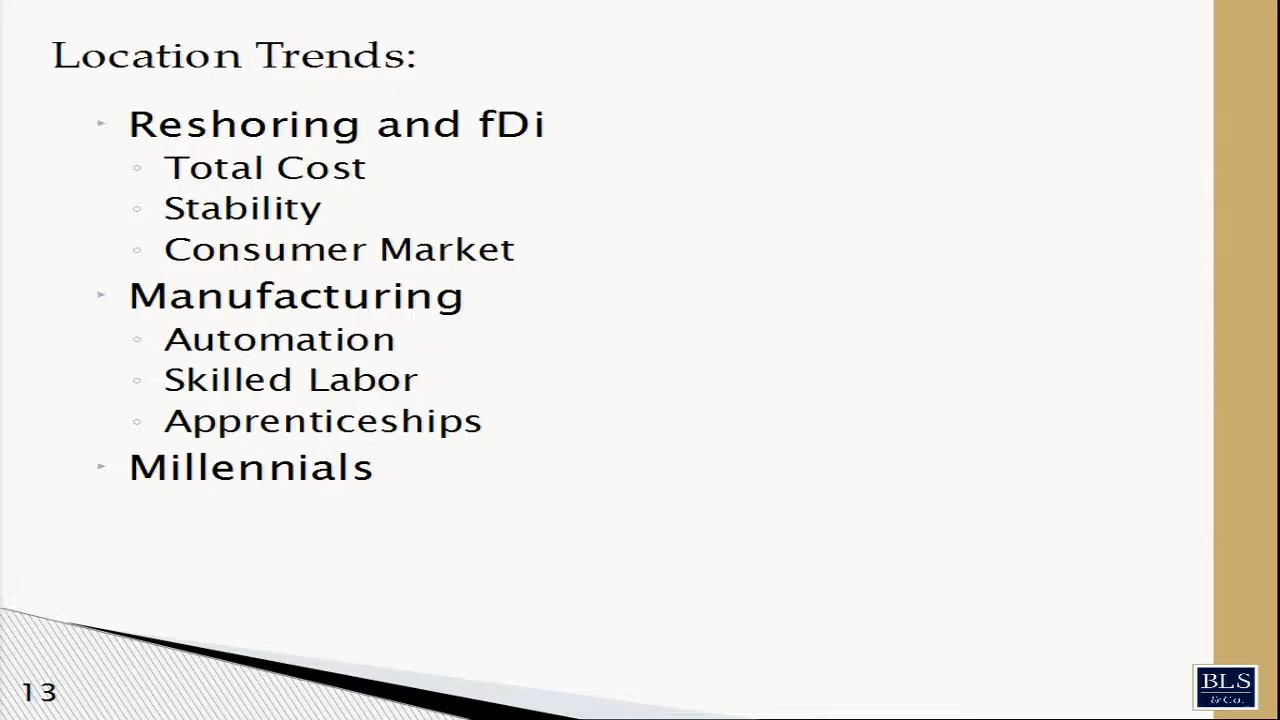 Location Trends:
Reshoring and fDi
Total Cost
Stability
Consumer Market
Manufacturing
Automation
Skilled Labor
Apprenticeships
Millennials
13
BLS
& Co.